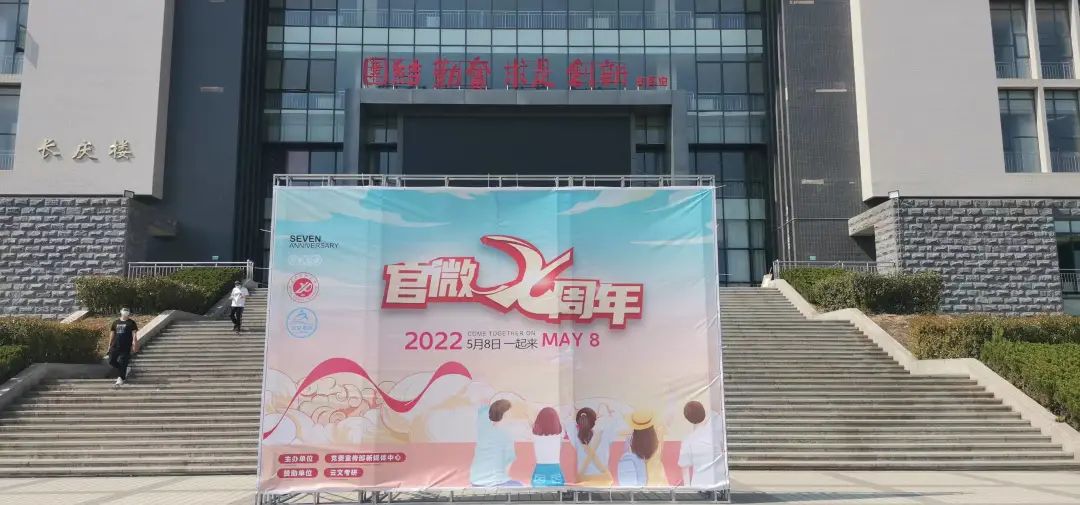 团结 勤奋 求是 创新
长庆楼
SEVEN
ANNIVERSARY
官微七周年
COME TOGETHER ON
2022 5月8日 一起来 MAY 8
主办单位 党委宣传部新媒体中心
赞助单位 云文考研